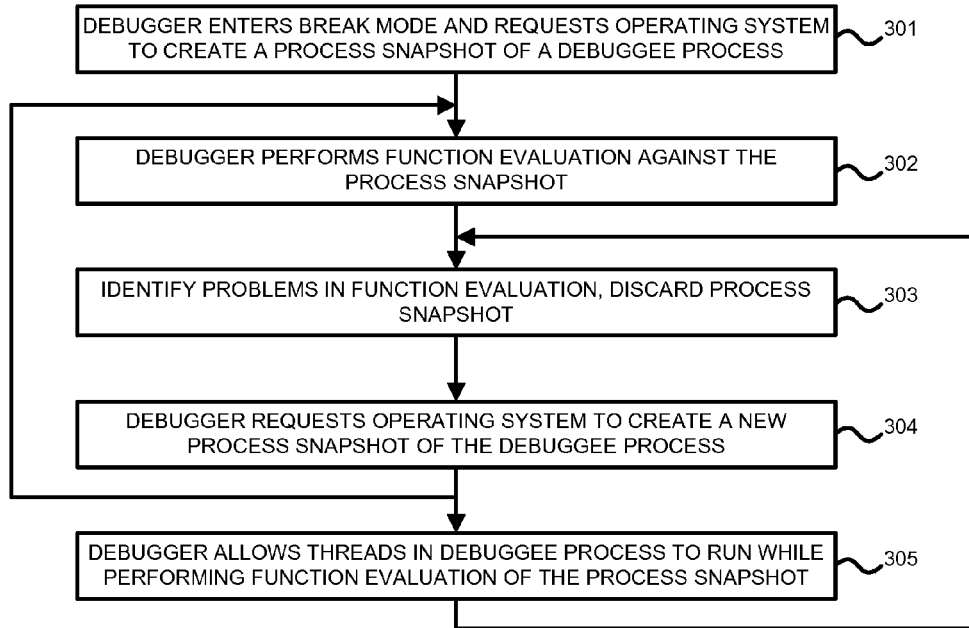 DEBUGGER ENTERS BREAK MODE AND REQUESTS OPERATING SYSTEM
TO CREATE A PROCESS SNAPSHOT OF A DEBUGGEE PROCESS
301
DEBUGGER PERFORMS FUNCTION EVALUATION AGAINST THE
PROCESS SNAPSHOT
302
IDENTIFY PROBLEMS IN FUNCTION EVALUATION, DISCARD PROCESS
SNAPSHOT
303
DEBUGGER REQUESTS OPERATING SYSTEM TO CREATE A NEW
PROCESS SNAPSHOT OF THE DEBUGGEE PROCESS
304
DEBUGGER ALLOWS THREADS IN DEBUGGEE PROCESS TO RUN WHILE
PERFORMING FUNCTION EVALUATION OF THE PROCESS SNAPSHOT
305